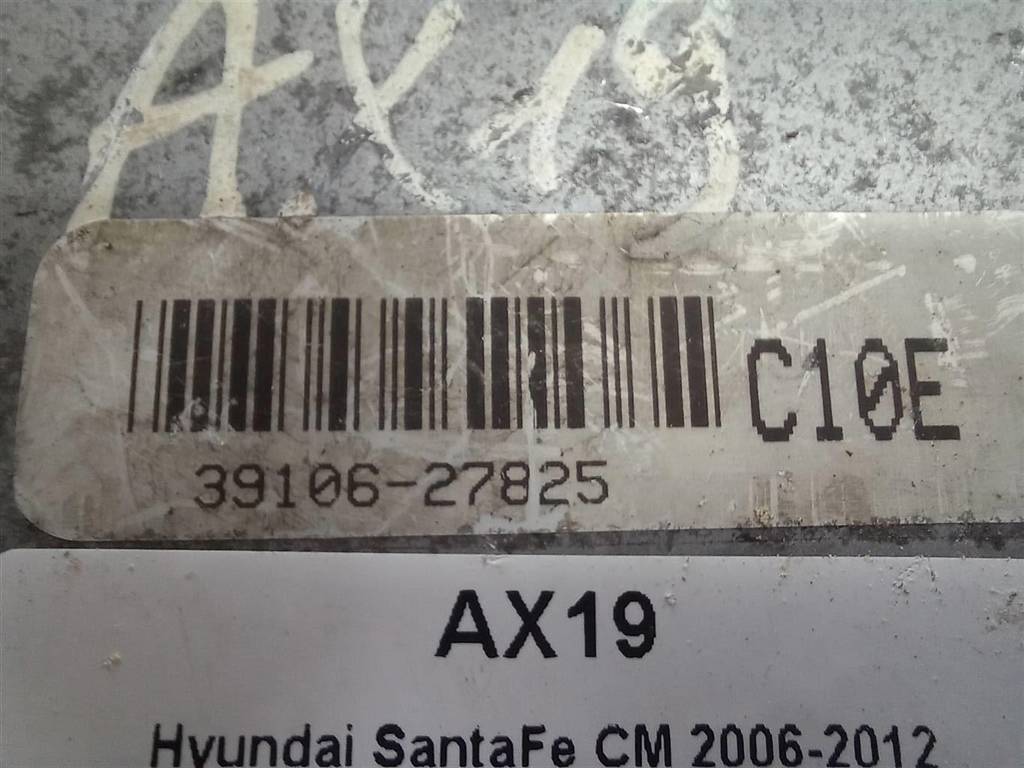 AX19
C10E
39106-27825
AX19
Hyundai SantaFe CM 2006-2012